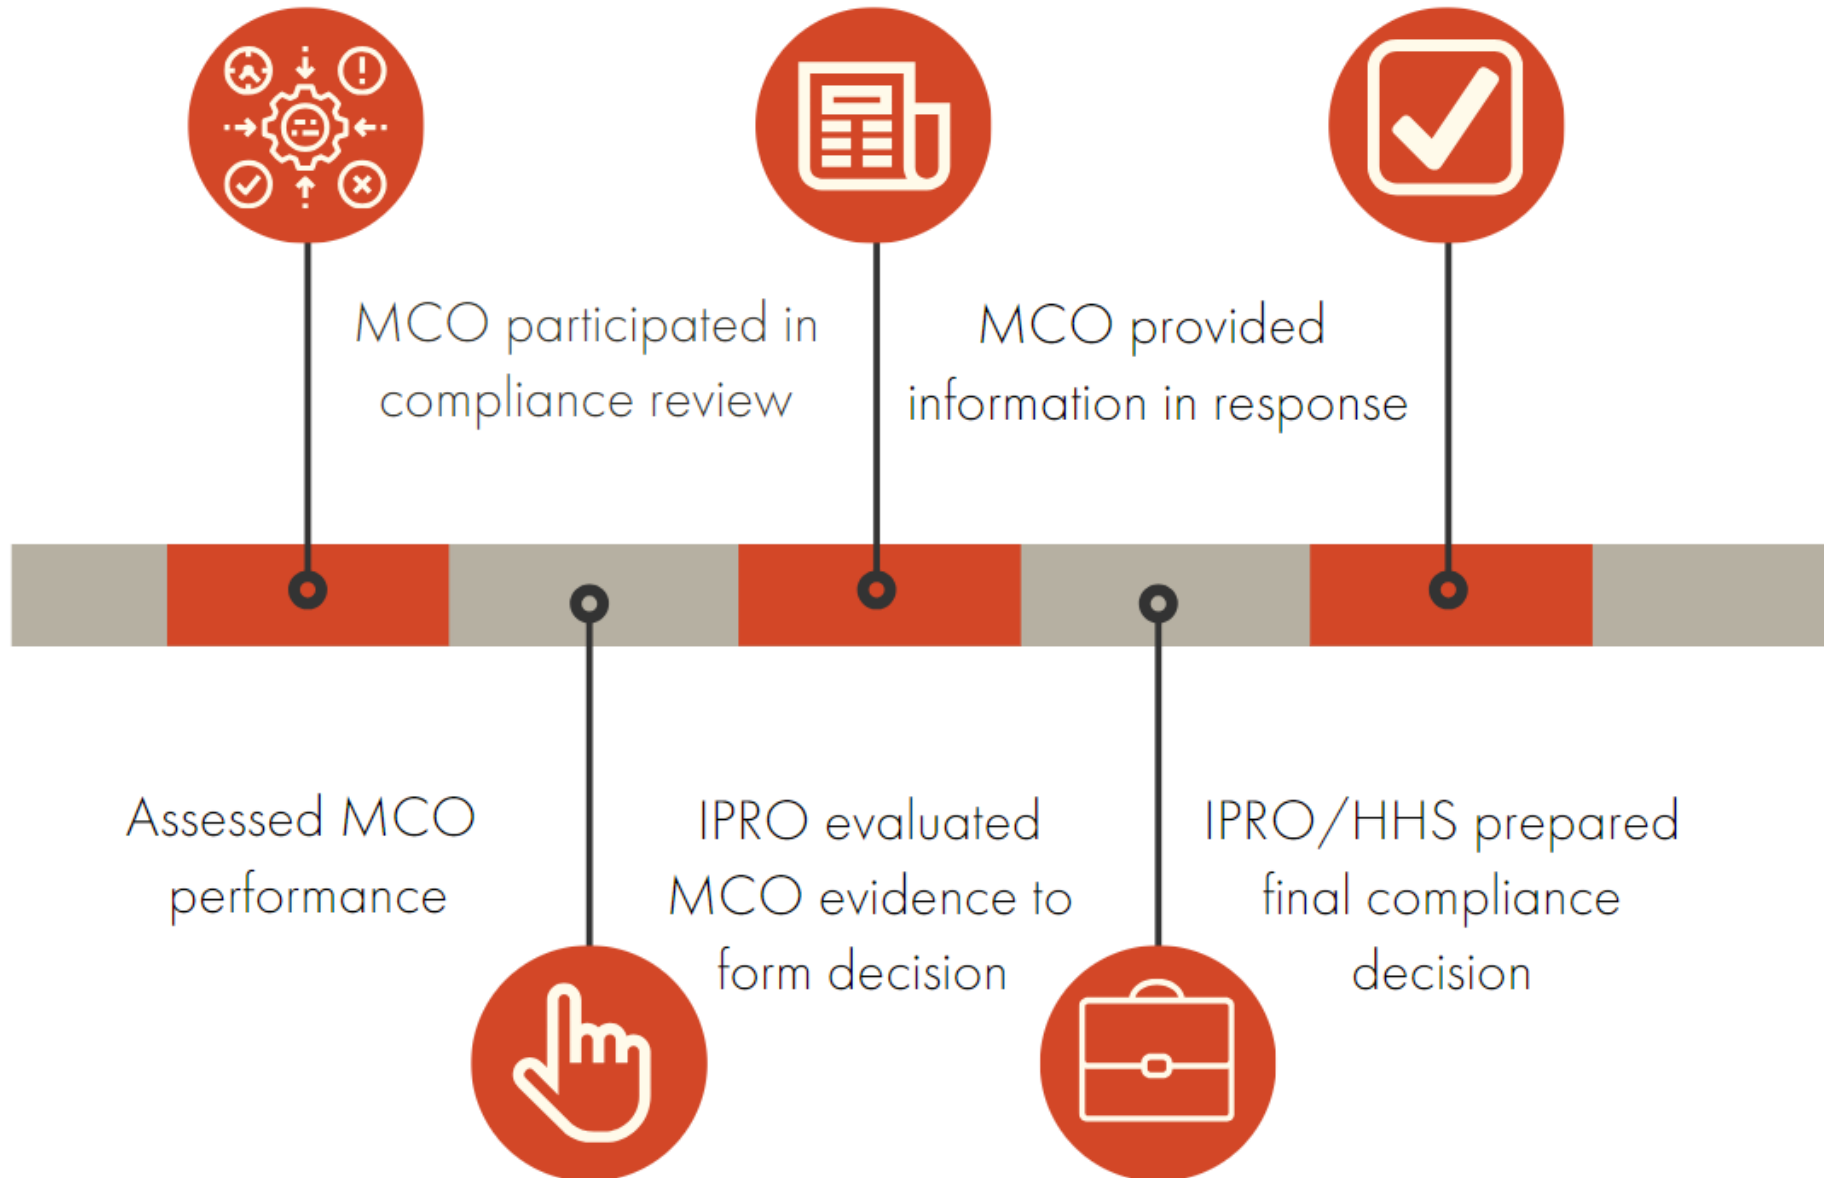 MCO participated in
compliance review
MCO provided
information in response
Assessed MCO
performance
IPRO evaluated
MCO evidence to
form decision
IPRO/HHS prepared
final compliance
decision